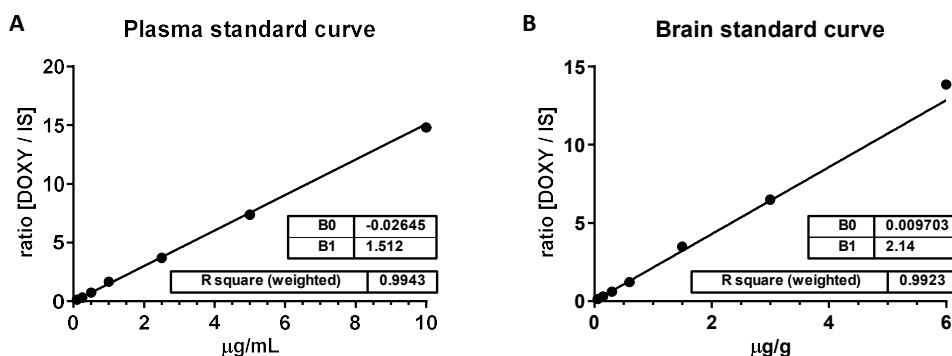 A
Plasma standard curve
ratio [DOXY / IS]
20
15
10
5
0
B0 -0.02645
B1 1.512
R square (weighted) 0.9943
0 2 4 6 8 10
μg/mL
B
Brain standard curve
ratio [DOXY / IS]
15
10
5
0
B0 0.009703
B1 2.14
R square (weighted) 0.9923
0 2 4 6
μg/g